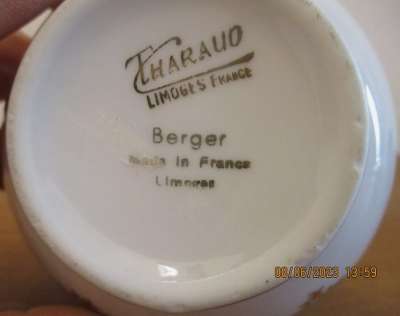 THARAUD
LIMOGES FRANCE
Berger
made in France
Limoges
08/06/2023 13:59